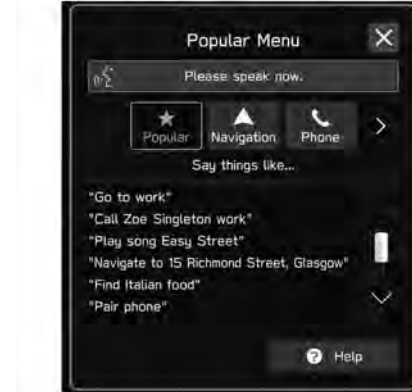 Popular Menu
Please speak now.
Popular Navigation Phone
Say things like...
"Go to work"
"Call Zoe Singleton work"
"Play song Easy Street"
"Navigate to 15 Richmond Street, Glasgow"
"Find Italian food"
"Pair phone"
Help